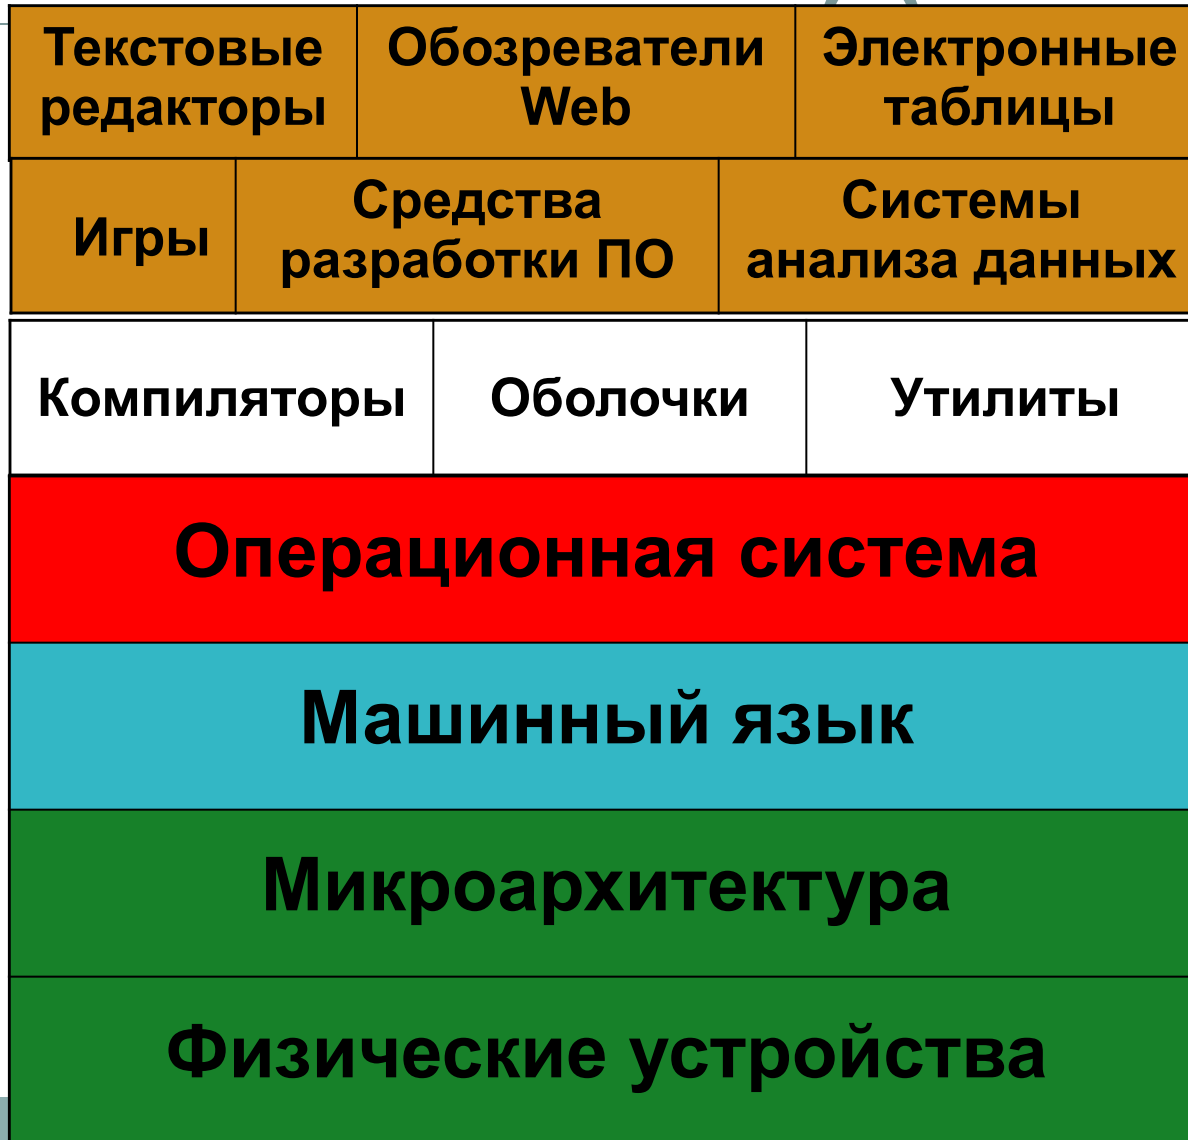 Текстовые
редакторы
Обозреватели
Web
Электронные
таблицы
Игры
Средства
разработки ПО
Системы
анализа данных
Компиляторы
Оболочки
Утилиты
Операционная система
Машинный язык
Микроархитектура
Физические устройства